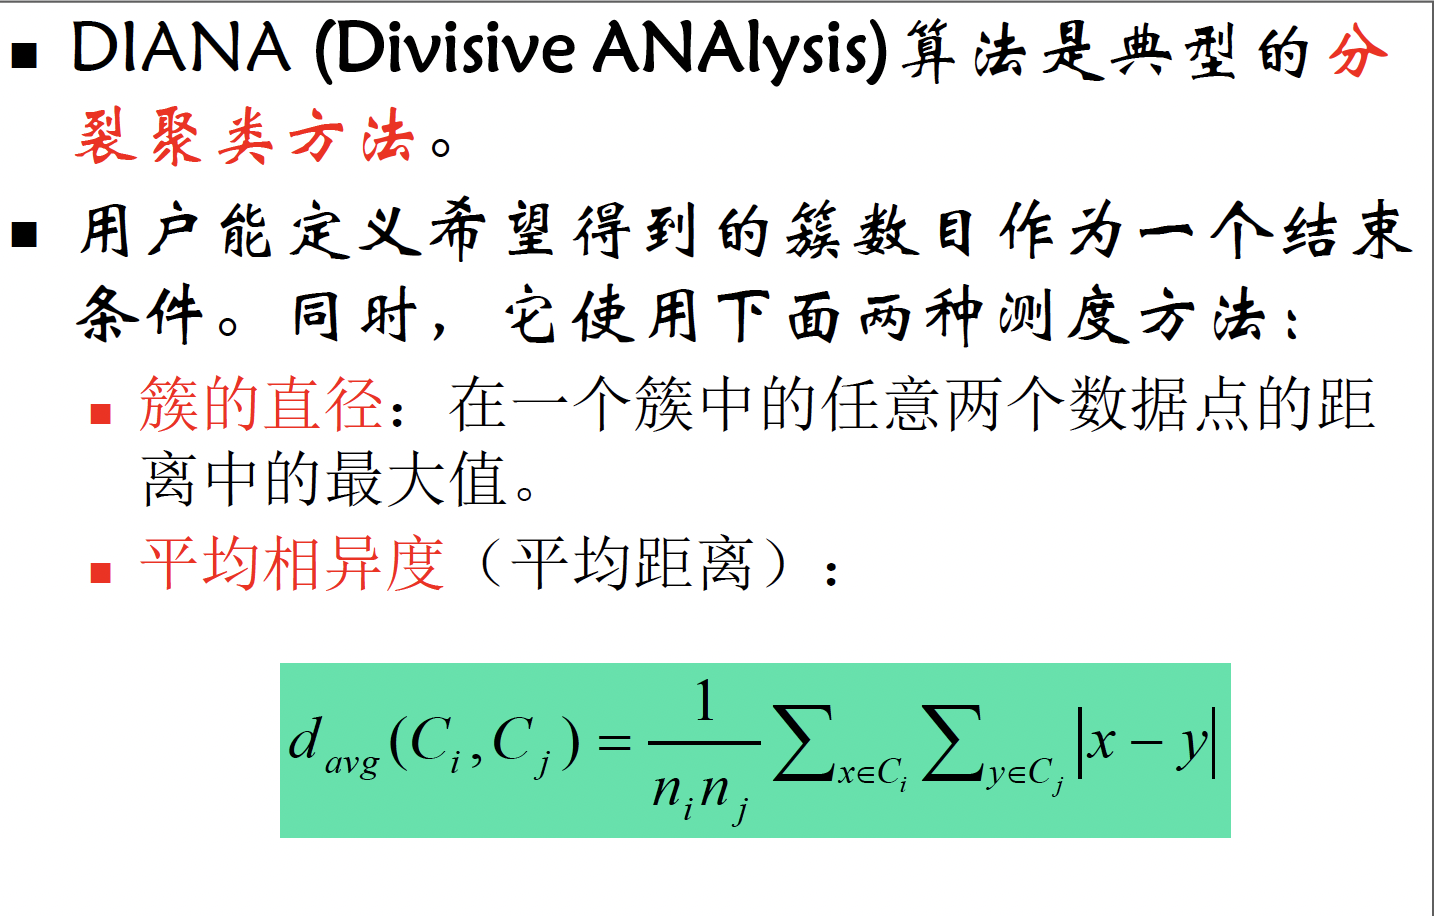 ■ DIANA (Divisive ANAlysis)算法是典型的分
裂聚类方法。
■ 用户能定义希望得到的簇数目作为一个结束
条件。同时，它使用下面两种测度方法：
■ 簇的直径：在一个簇中的任意两个数据点的距
离中的最大值。
■ 平均相异度（平均距离）：
d_{avg}(C_i, C_j) = \frac{1}{n_i n_j} \sum_{x∈C_i} \sum_{y∈C_j} |x − y|